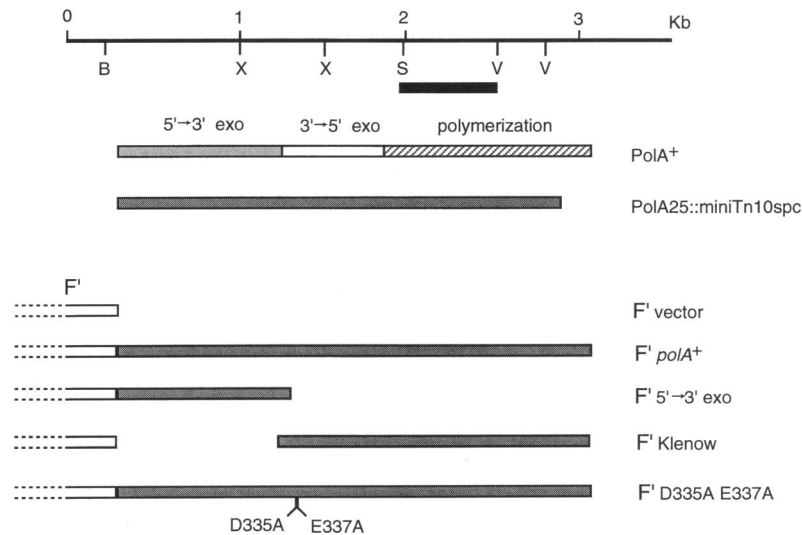 0 1 2 3 Kb
B X X S V V
5'→3' exo 3'→5' exo polymerization
PolA+
PolA25::miniTn10spc
F'
F' vector
F' polA+
F' 5'→3' exo
F' Klenow
F' D335A E337A
D335A E337A